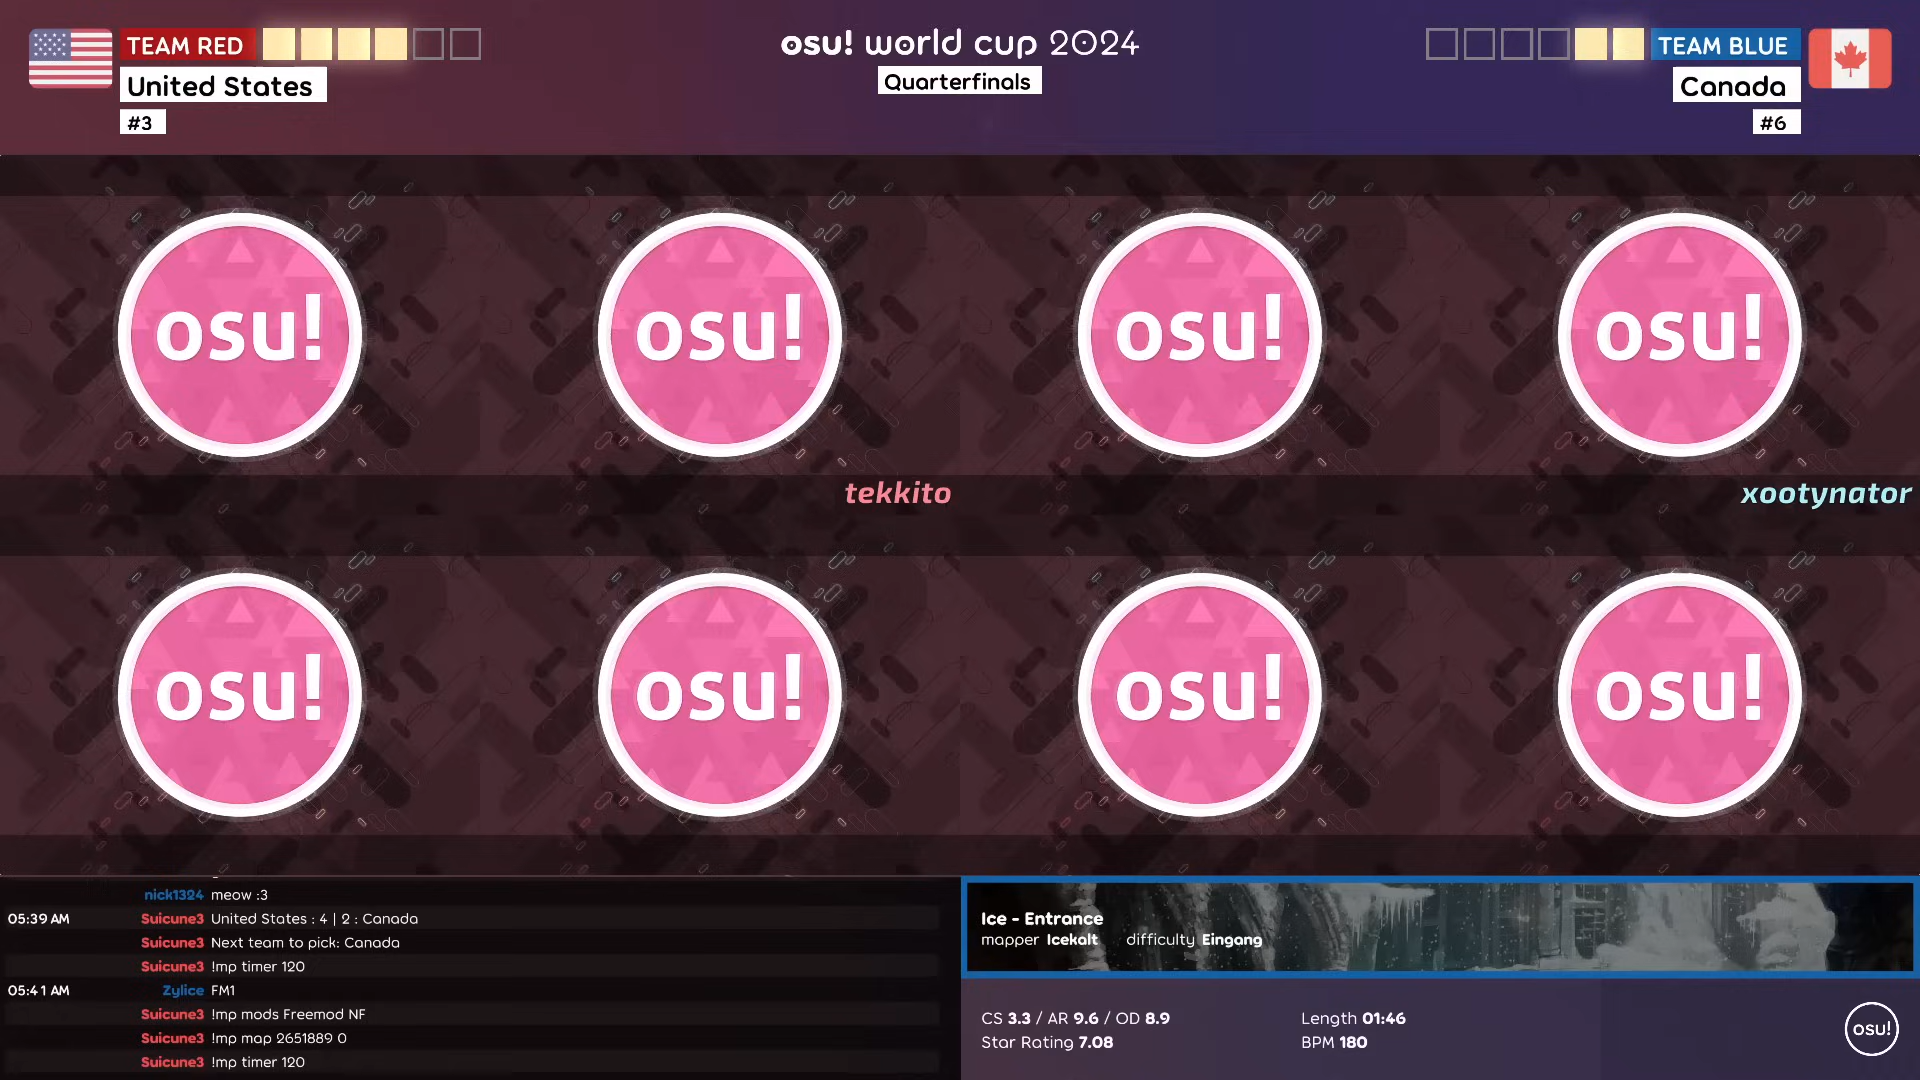 TEAM RED
United States
#3
osu! world cup 2024
Quarterfinals
TEAM BLUE
Canada
#6
osu!
osu!
osu!
osu!
tekkito
xootynator
osu!
osu!
osu!
osu!
nick1324 meow :3
05:39 AM Suicune3 United States : 4 | 2 : Canada
Suicune3 Next team to pick: Canada
Suicune3 !mp timer 120
05:41 AM Zylice FM1
Suicune3 !mp mods Freemod NF
Suicune3 !mp map 2651889 0
Suicune3 !mp timer 120
Ice - Entrance
mapper Icekalt difficulty Eingang
CS 3.3 / AR 9.6 / OD 8.9
Star Rating 7.08
Length 01:46
BPM 180
osu!